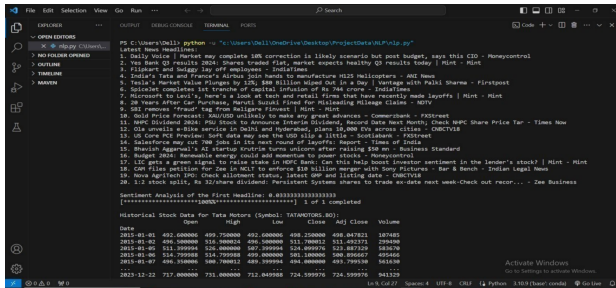 File Edit Selection View Go Run ...
Search
EXPLORER
OUTPUT DEBUG CONSOLE TERMINAL PORTS
Code
OPEN EDITORS
nlp.py C:\Users\...
NO FOLDER OPENED
OUTLINE
TIMELINE
MAVEN
PS C:\Users\Dell> python -u "c:\Users\Dell\OneDrive\Desktop\ProjectData\NLP\nlp.py"
Latest News Headlines:
1. Daily Voice | Market may complete 10% correction is likely scenario but post budget, says this CIO - Moneycontrol
2. Yes Bank Q3 results 2024: Shares traded flat, market expects healthy Q3 results today | Mint - Mint
3. Flipkart and Swiggy lay off employees - IndiaTimes
4. India's Tata and France's Airbus join hands to manufacture H125 Helicopters - ANI News
5. Tesla's Market Value Plunges by 12%, $80 Billion Wiped Out in a Day | Vantage with Palki Sharma - Firstpost
6. SpiceJet completes 1st tranche of capital infusion of Rs 744 crore - IndiaTimes
7. Microsoft to Levi's, here's a look at tech and retail firms that have recently made layoffs | Mint - Mint
8. 20 Years After Car Purchase, Maruti Suzuki Fined for Misleading Mileage Claims - NDTV
9. SBI removes "fraud" tag from Religare Finvest | Mint - Mint
10. Gold Price Forecast: XAU/USD unlikely to make any great advances - Commerzbank - FXStreet
11. NHPC Dividend 2024: PSU Stock to Announce Interim Dividend, Record Date Next Month; Check NHPC Share Price Tar - Times Now
12. Ola unveils e-Bike service in Delhi and Hyderabad, plans 10,000 EVs across cities - CNBCTV18
13. US Core PCE Preview: Soft data may see the USD slip a little - Scotiabank - FXStreet
14. Salesforce may cut 700 jobs in its next round of layoffs: Report - Times of India
15. Bhavish Aggarwal's AI startup Krutrim turns unicorn after raising $50 mn - Business Standard
16. Budget 2024: Renewable energy could add momentum to power stocks - Moneycontrol
17. LIC gets a green signal to raise stake in HDFC Bank: Can this help boost investor sentiment in the lender's stock? | Mint - Mint
18. CAM files petition for Zee in NCLT to enforce $10 billion merger with Sony Pictures - Bar & Bench - Indian Legal News
19. Nova AgriTech IPO: Check allotment status, latest GMP and listing date - CNBCTV18
20. 1:2 stock split, Rs 32/share dividend: Persistent Systems shares to trade ex-date next week-Check out recor... - Zee Business
Sentiment Analysis of the First Headline: 0.03333333333333333
[*********************100%%**********************] 1 of 1 completed
Historical Stock Data for Tata Motors (Symbol: TATAMOTORS.BO):
Open High Low Close Adj Close Volume
Date
2015-01-01 492.600006 499.750000 492.600006 498.250000 498.047821 107485
2015-01-02 496.500000 516.900024 496.500000 511.700012 511.492371 299490
2015-01-05 511.399994 526.000000 507.399994 524.099976 523.887329 583670
2015-01-06 514.799988 514.799988 499.000000 501.100006 500.896667 495466
2015-01-07 496.350006 500.700012 489.399994 494.000000 493.799530 561630
... ... ... ... ... ... ...
2023-12-22 717.000000 731.000000 712.049988 724.599976 724.599976 941329
Activate Windows
Go to Settings to activate Windows.
Ln 9, Col 27 Spaces: 4 UTF-8 CRLF Python 3.10.9 ('base': conda) Go Live